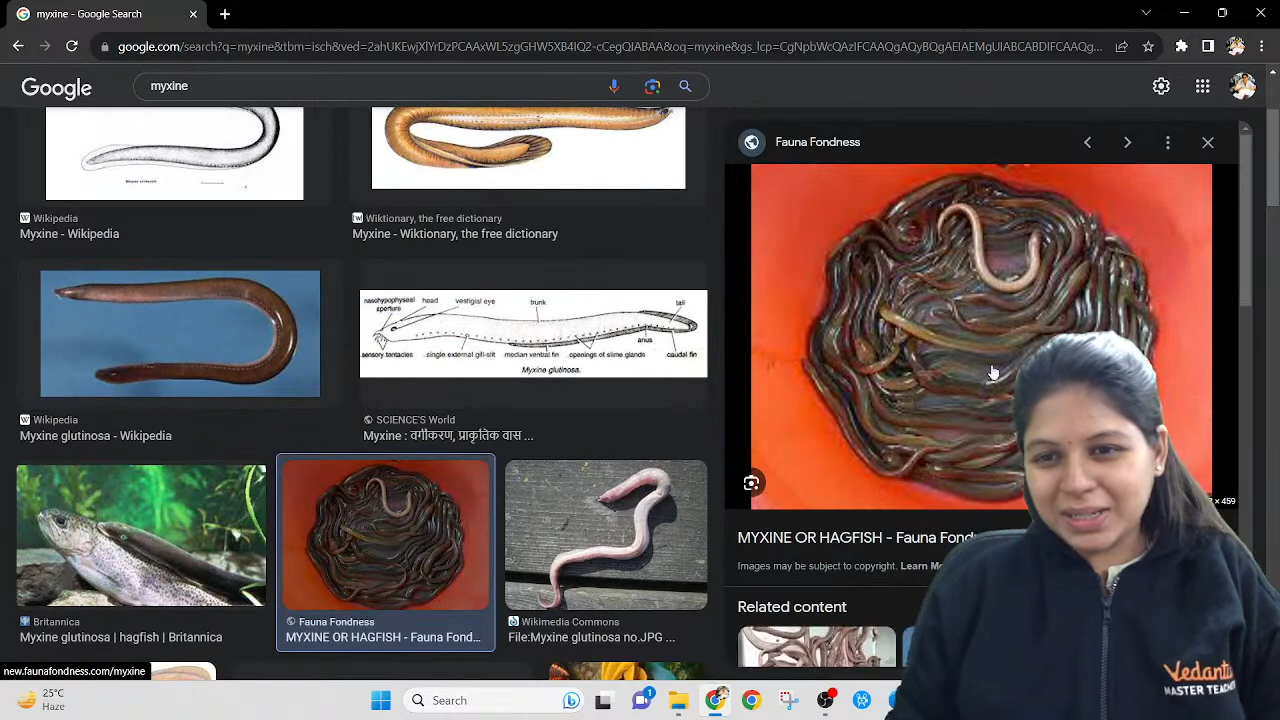 myxine - Google Search
google.com/search?q=myxine&tbm=isch&ved=2ahUKEwjXlYrDzPCAAxWL5zgGHW5XB4IQ2-cCegQIABAA&oq=myxine&gs_lcp=CgNpbWcQAzIFCAAQgAQyBQgAEIAEMgUIABCABDIFCAAQg...
Google
myxine
Fauna Fondness
Wikipedia
Myxine - Wikipedia
Wiktionary, the free dictionary
Myxine - Wiktionary, the free dictionary
nasohypophyseal aperture
head
vestigial eye
trunk
tail
sensory tentacles
single external gill-slit
median ventral fin
openings of slime glands
anus
caudal fin
Myxine glutinosa.
Wikipedia
Myxine glutinosa - Wikipedia
SCIENCE'S World
Myxine : वर्गीकरण, प्राकृतिक वास ...
× 459
MYXINE OR HAGFISH - Fauna Fond
Images may be subject to copyright. Learn Mo
Related content
Britannica
Myxine glutinosa | hagfish | Britannica
Fauna Fondness
MYXINE OR HAGFISH - Fauna Fond...
Wikimedia Commons
File:Myxine glutinosa no.JPG ...
new.faunafondness.com/myxine
Vedantu
MASTER TEACHER
25°C
Haze
Search
1